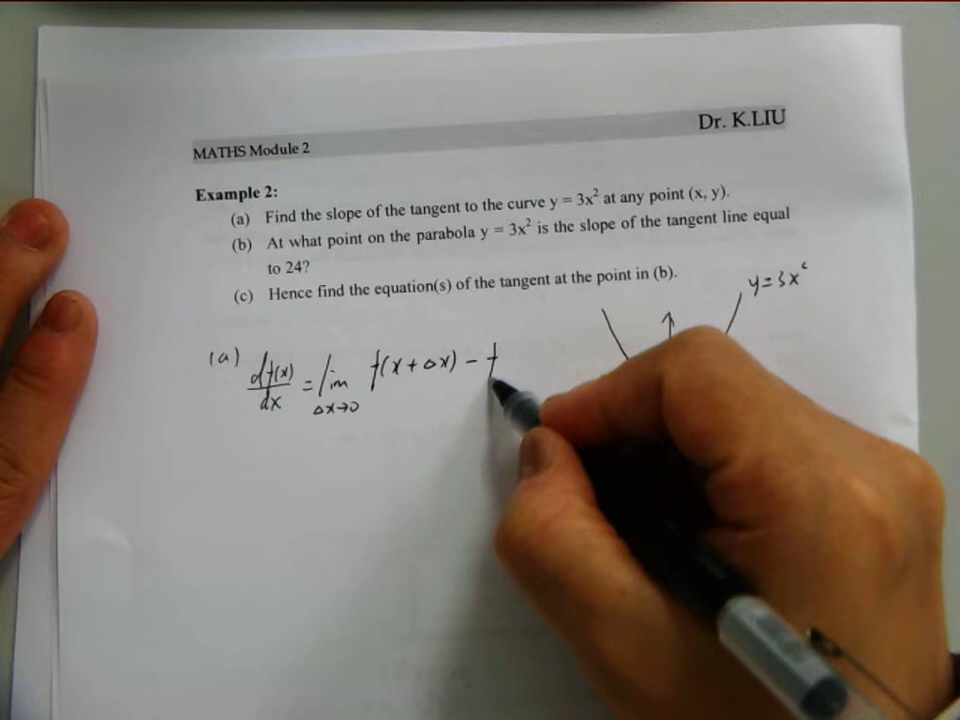 Dr. K.LIU
MATHS Module 2
Example 2:
(a) Find the slope of the tangent to the curve y = 3x² at any point (x, y).
(b) At what point on the parabola y = 3x² is the slope of the tangent line equal
to 24?
(c) Hence find the equation(s) of the tangent at the point in (b).
y=3x²
(a) df(x)/dx = lim Δx→0 f(x+Δx) - f